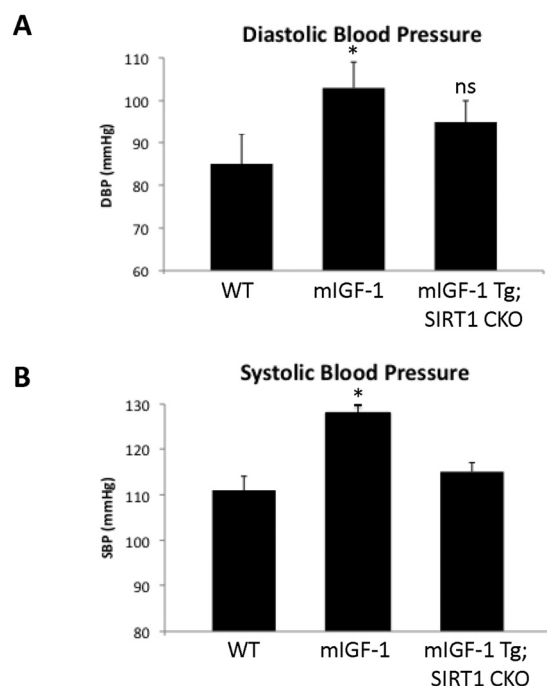 A
Diastolic Blood Pressure
*
ns
110
100
90
80
70
60
DBP (mmHg)
WT
mIGF-1
mIGF-1 Tg;
SIRT1 CKO
B
Systolic Blood Pressure
*
130
120
110
100
90
80
SBP (mmHg)
WT
mIGF-1
mIGF-1 Tg;
SIRT1 CKO